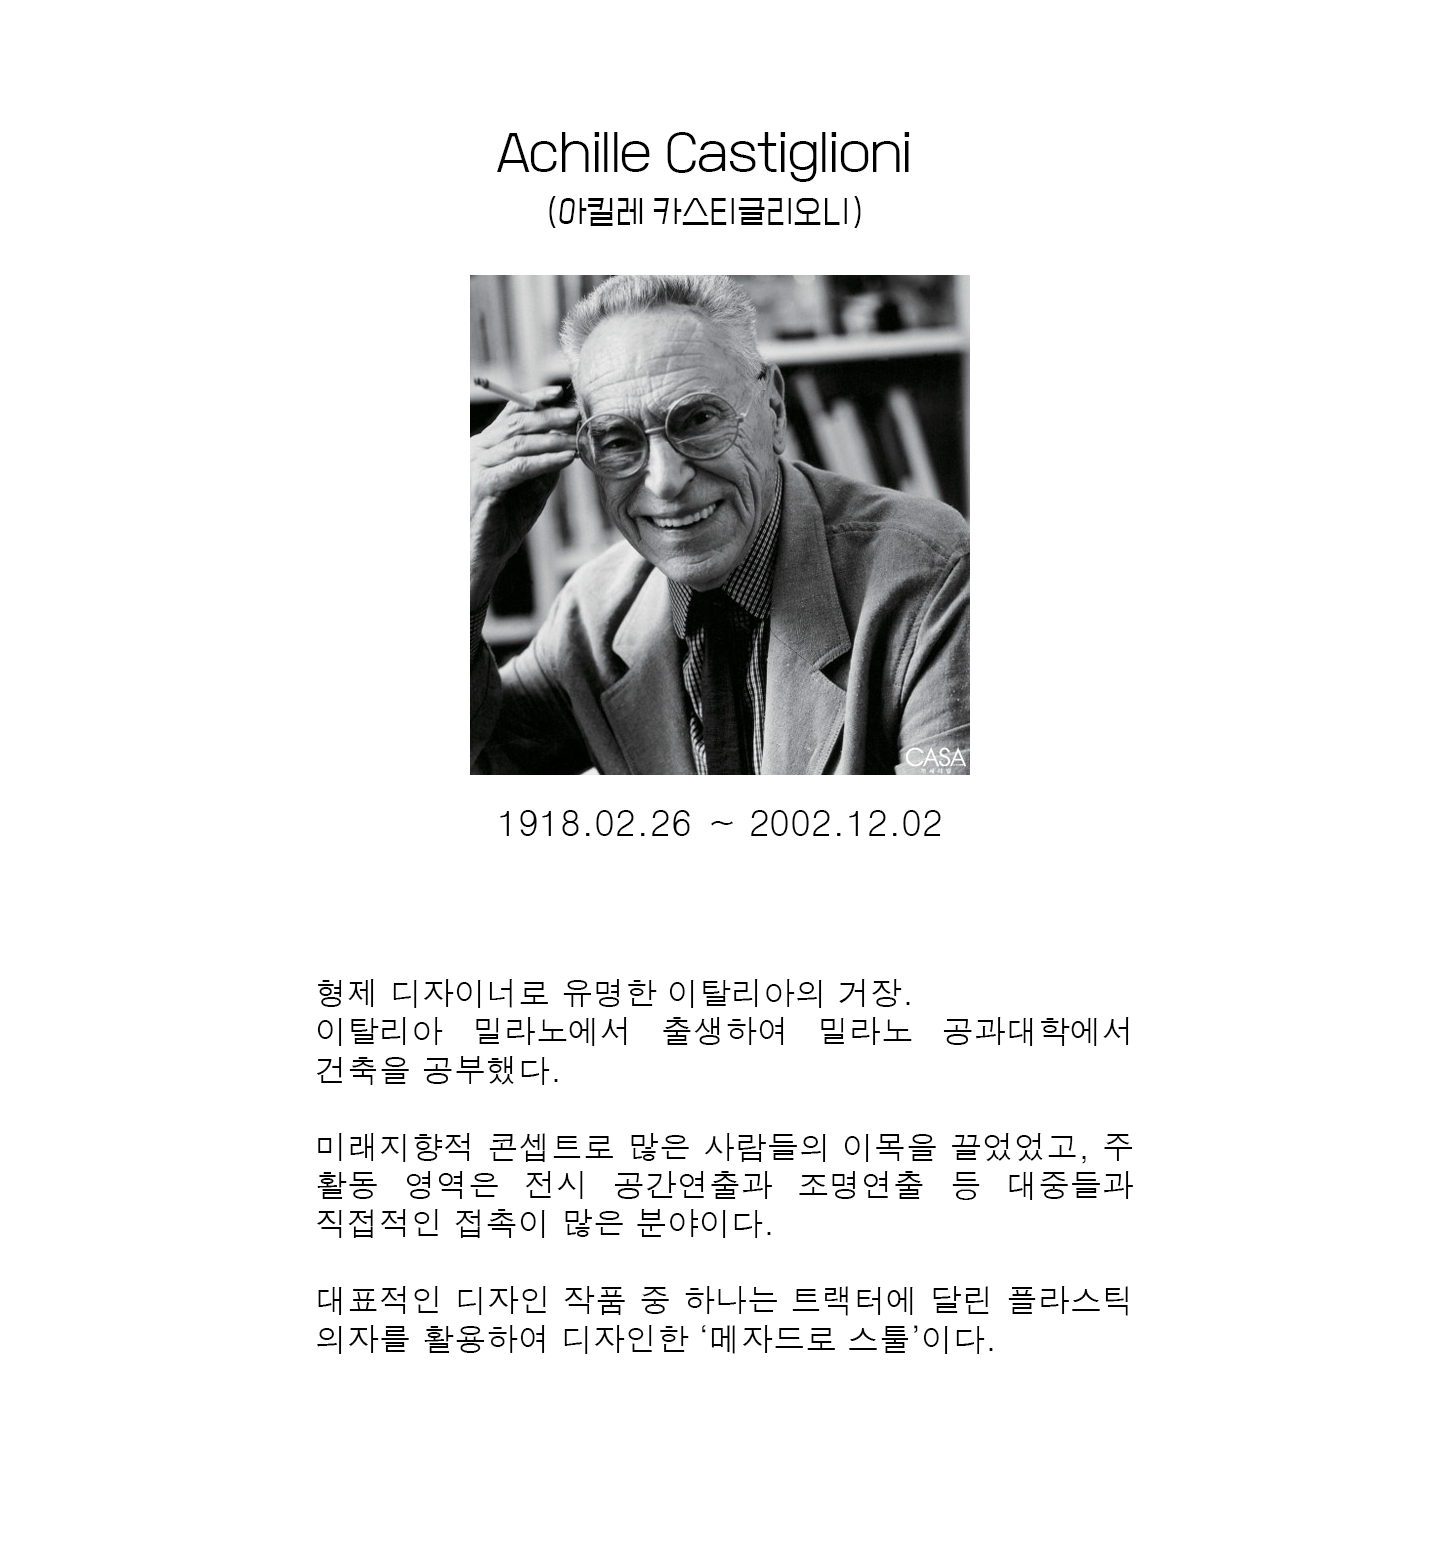 Achille Castiglioni
(아킬레 카스티글리오니)
CASA
1918.02.26 ~ 2002.12.02
형제 디자이너로 유명한 이탈리아의 거장.
이탈리아 밀라노에서 출생하여 밀라노 공과대학에서
건축을 공부했다.
미래지향적 콘셉트로 많은 사람들의 이목을 끌었었고, 주
활동 영역은 전시 공간연출과 조명연출 등 대중들과
직접적인 접촉이 많은 분야이다.
대표적인 디자인 작품 중 하나는 트랙터에 달린 플라스틱
의자를 활용하여 디자인한 ‘메자드로 스툴’이다.